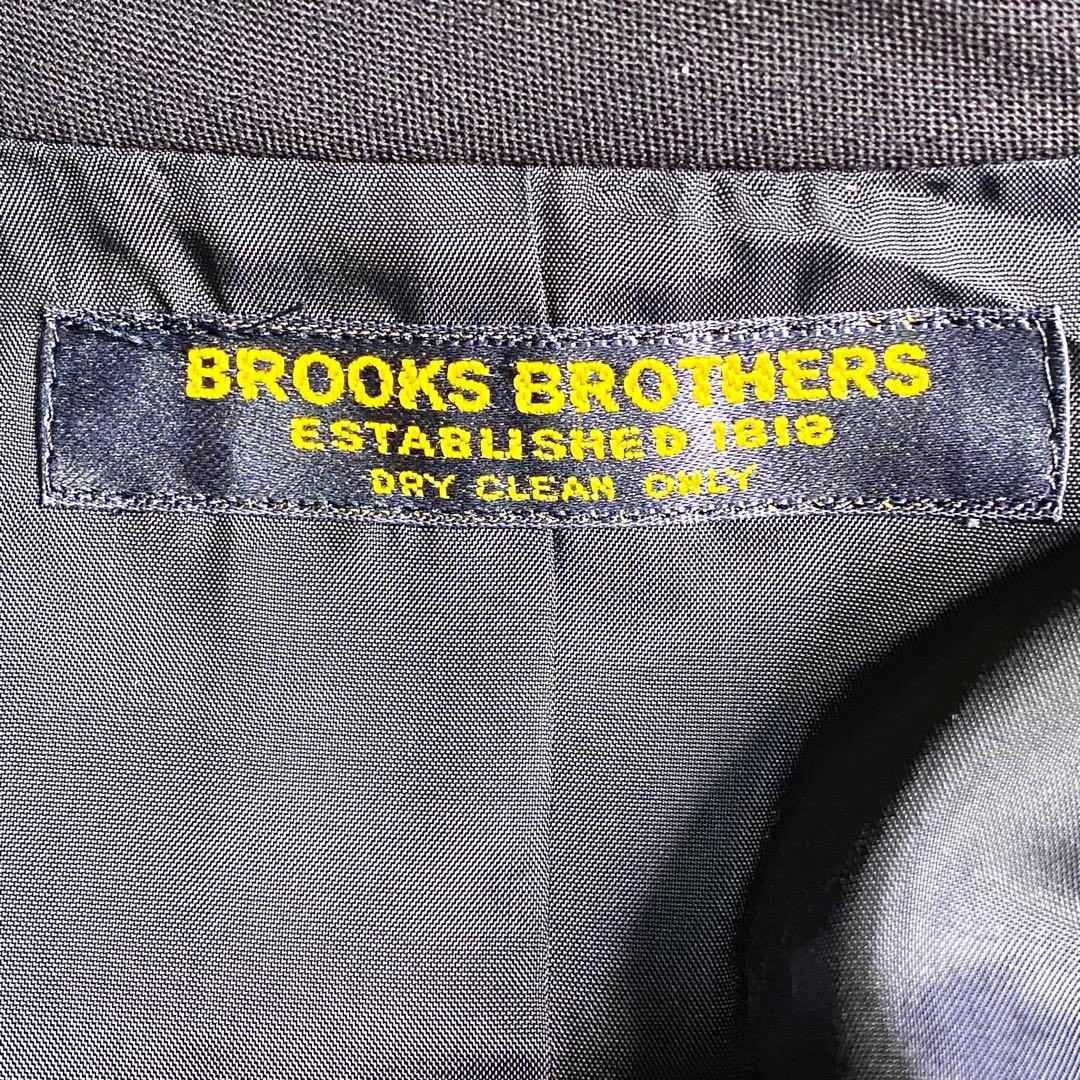 BROOKS BROTHERS
ESTABLISHED 1818
DRY CLEAN ONLY